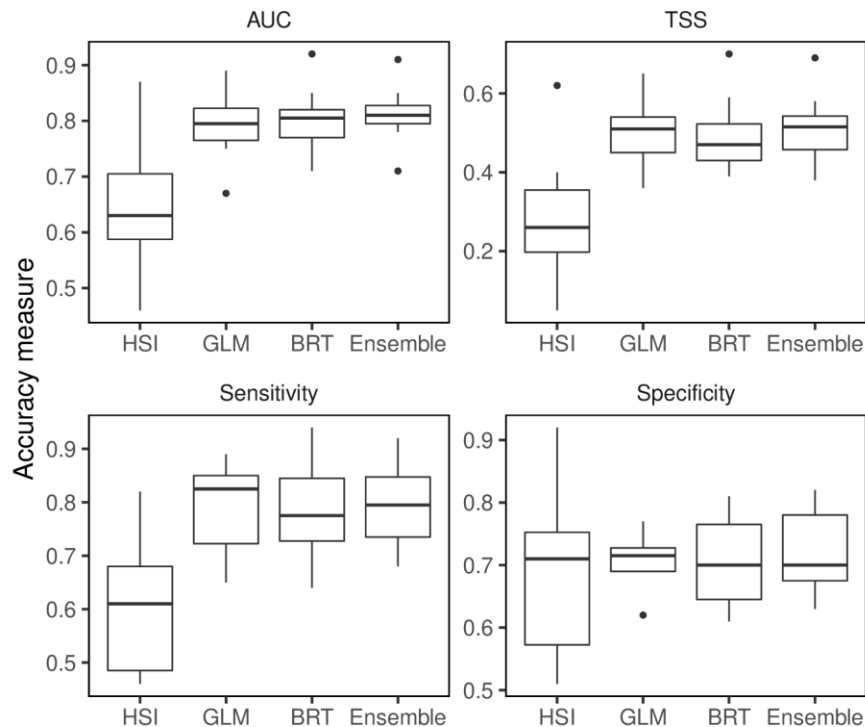 AUC
TSS
Accuracy measure
0.9
0.8
0.7
0.6
0.5
0.6
0.4
0.2
HSI GLM BRT Ensemble
HSI GLM BRT Ensemble
Sensitivity
Specificity
0.9
0.8
0.7
0.6
0.5
0.9
0.8
0.7
0.6
0.5
HSI GLM BRT Ensemble
HSI GLM BRT Ensemble